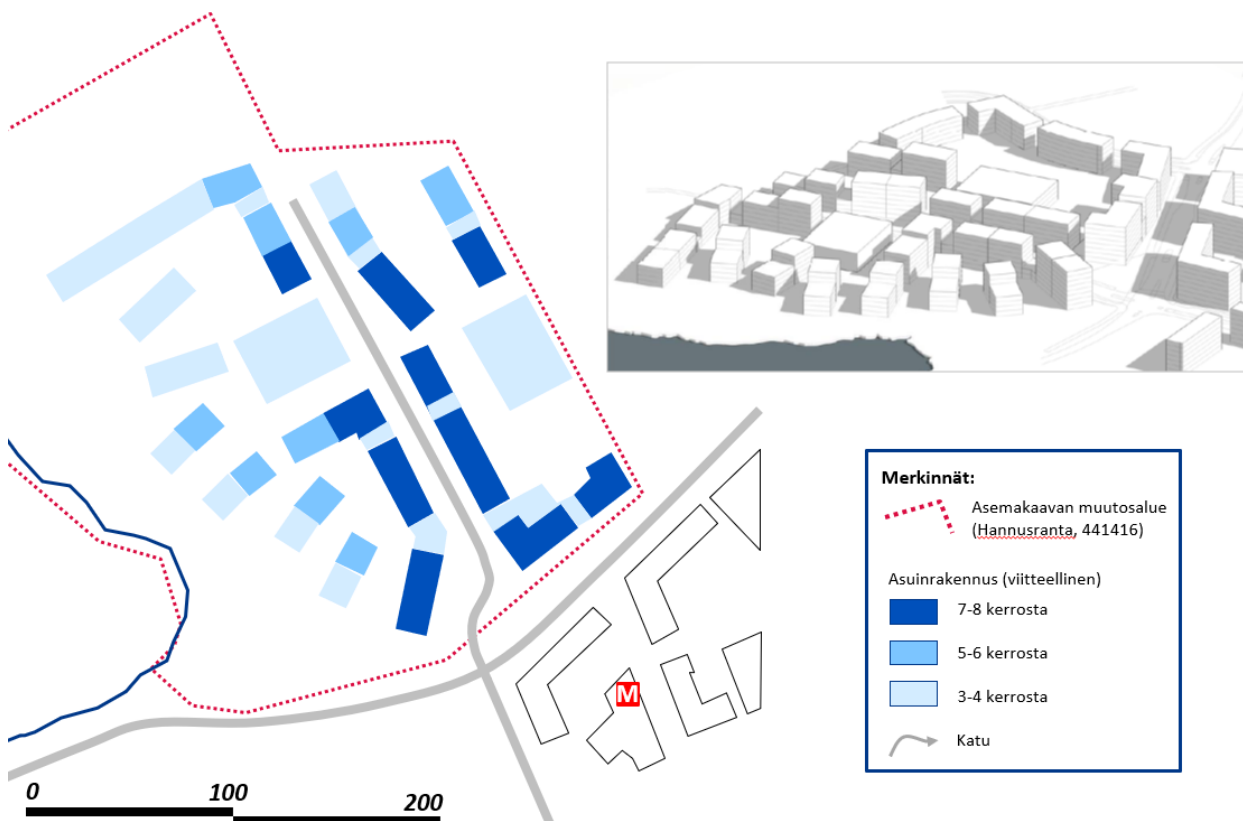 Merkinnät:
Asemakaavan muutosalue
(Hannusranta, 441416)
Asuinrakennus (viitteellinen)
7-8 kerrosta
5-6 kerrosta
3-4 kerrosta
Katu
M
0 100 200